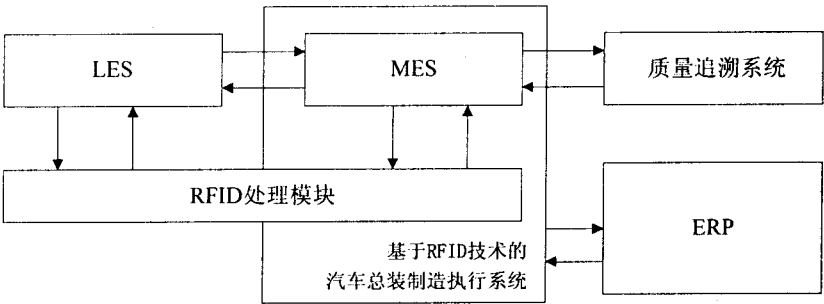 LES
MES
质量追溯系统
RFID处理模块
ERP
基于RFID技术的
汽车总装制造执行系统